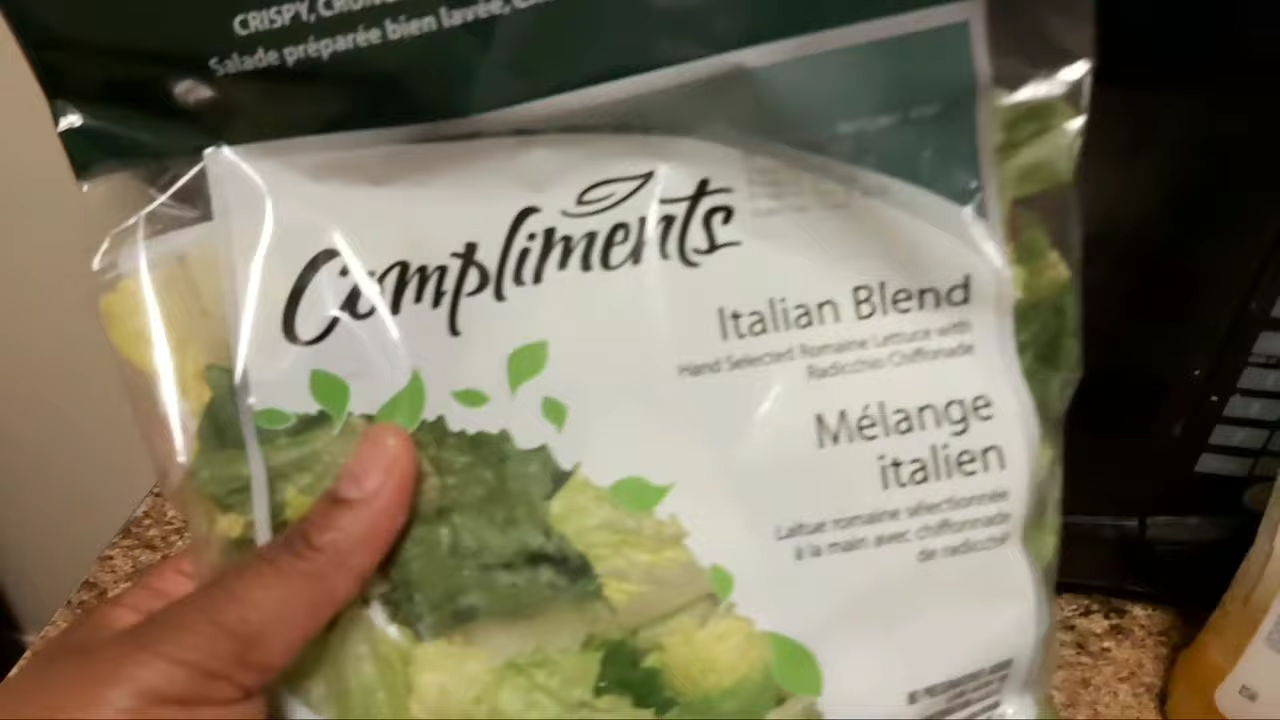 CRISPY,
Salade préparée bien lavée,
Compliments
Italian Blend
Hand Selected Romaine Lettuce with
Radicchio Chiffonade
Mélange
italien
Laitue romaine sélectionnée
à la main avec chiffonnade
de radicchio